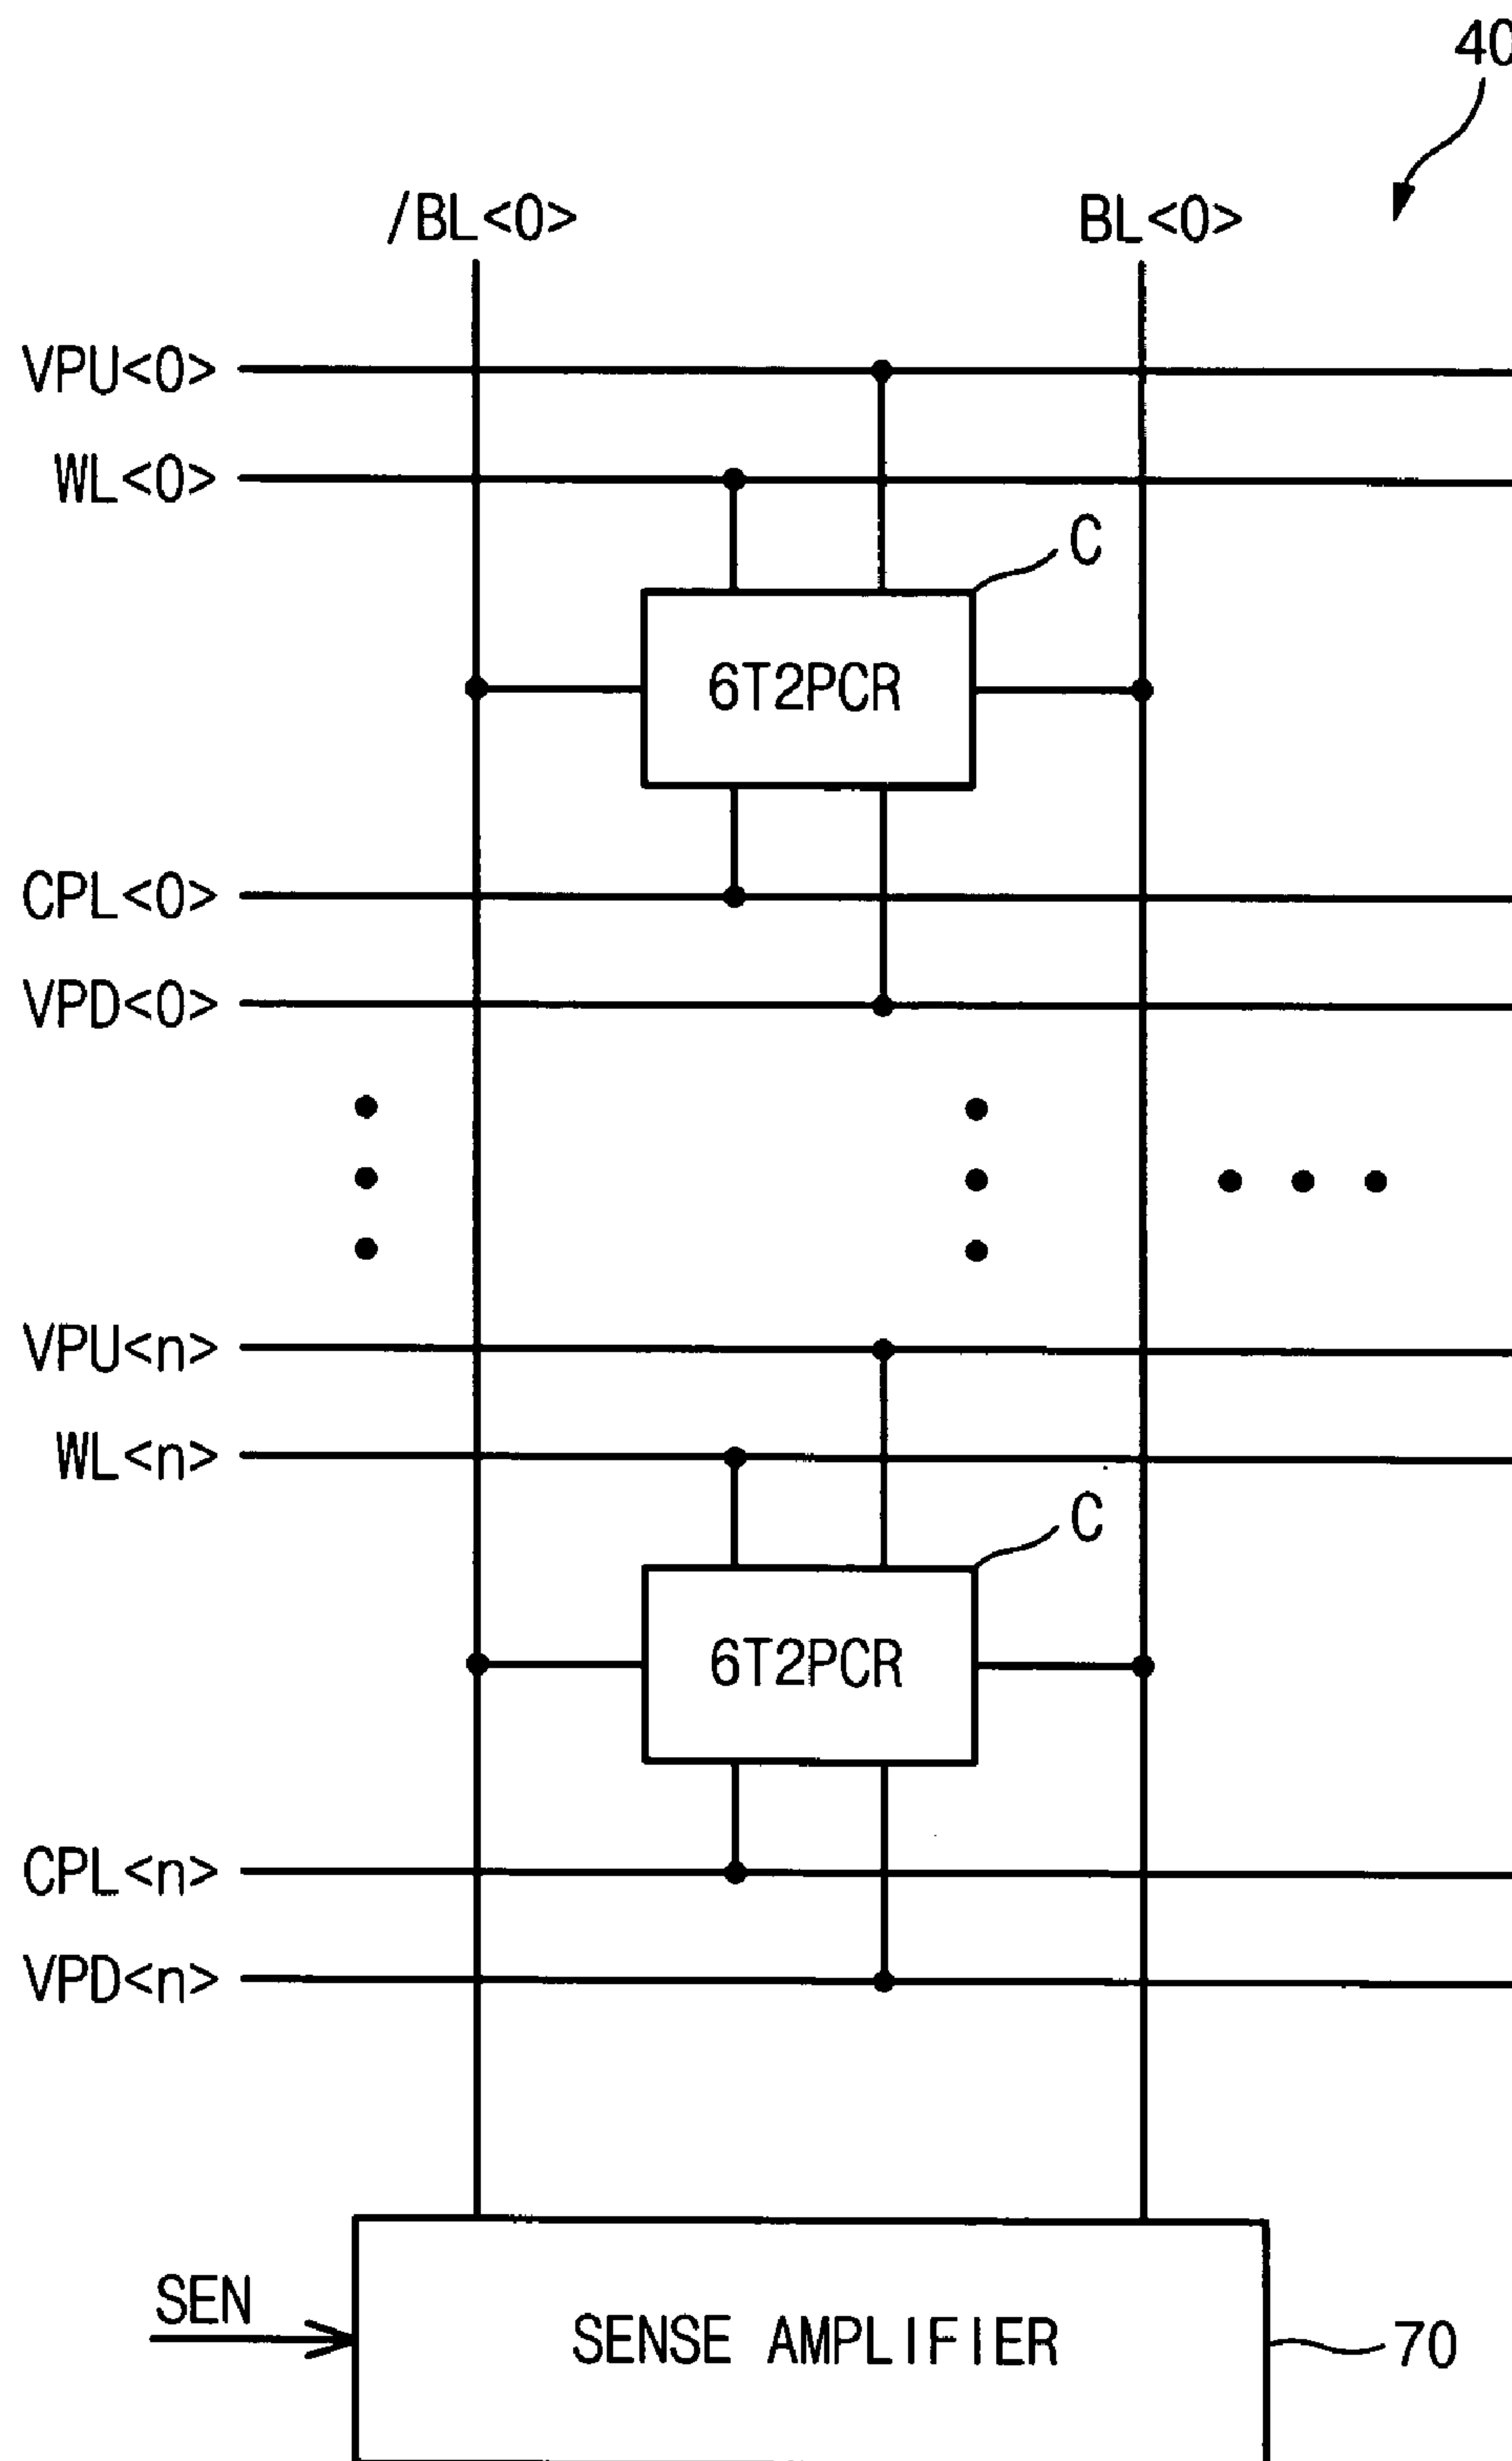 40
/BL<0> BL<0>
VPU<0>
WL<0>
C
6T2PCR
CPL<0>
VPD<0>
VPU<n>
WL<n>
C
6T2PCR
CPL<n>
VPD<n>
SEN
SENSE AMPLIFIER
70